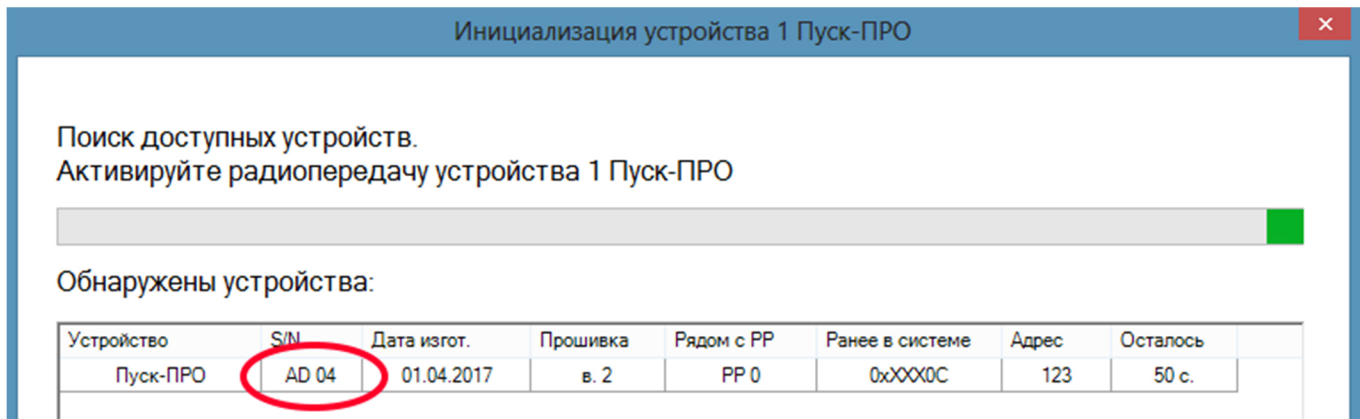 Инициализация устройства 1 Пуск-ПРО
Поиск доступных устройств.
Активируйте радиопередачу устройства 1 Пуск-ПРО
Обнаружены устройства:
Устройство S/N Дата изгот. Прошивка Рядом с РР Ранее в системе Адрес Осталось
Пуск-ПРО AD 04 01.04.2017 в. 2 РР 0 0xXXX0C 123 50 с.